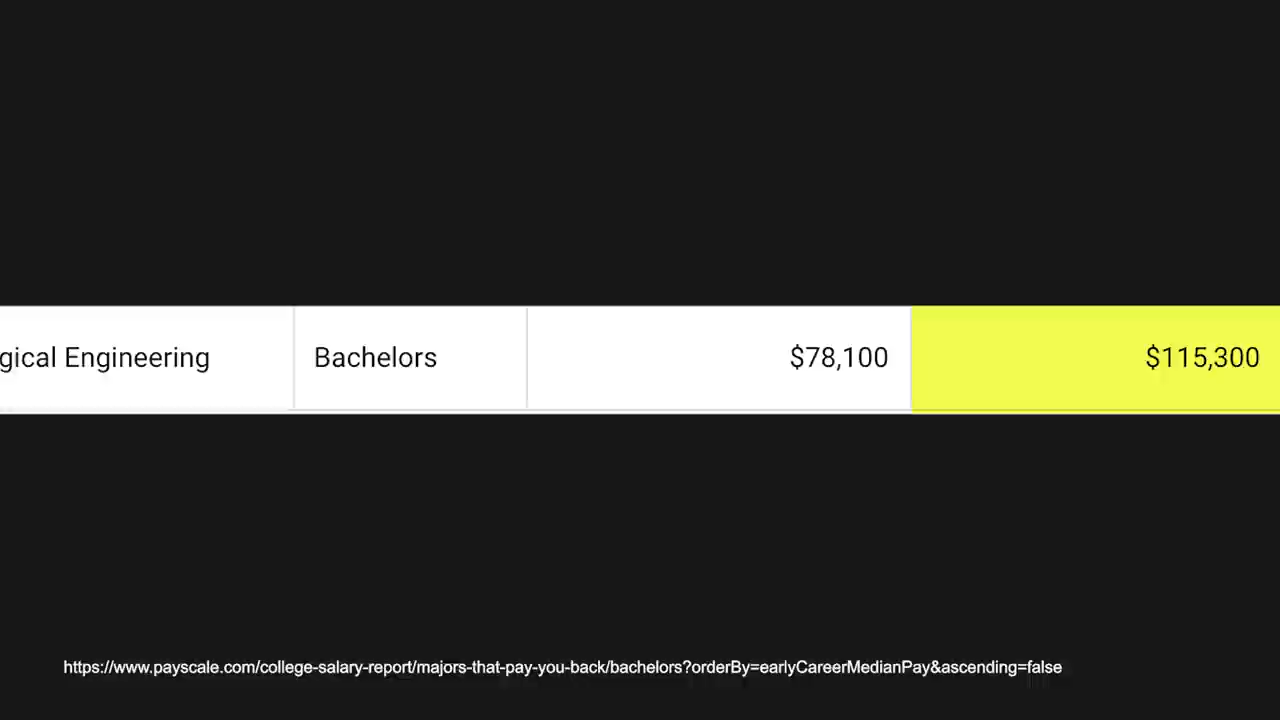 gical Engineering Bachelors $78,100 $115,300
https://www.payscale.com/college-salary-report/majors-that-pay-you-back/bachelors?orderBy=earlyCareerMedianPay&ascending=false